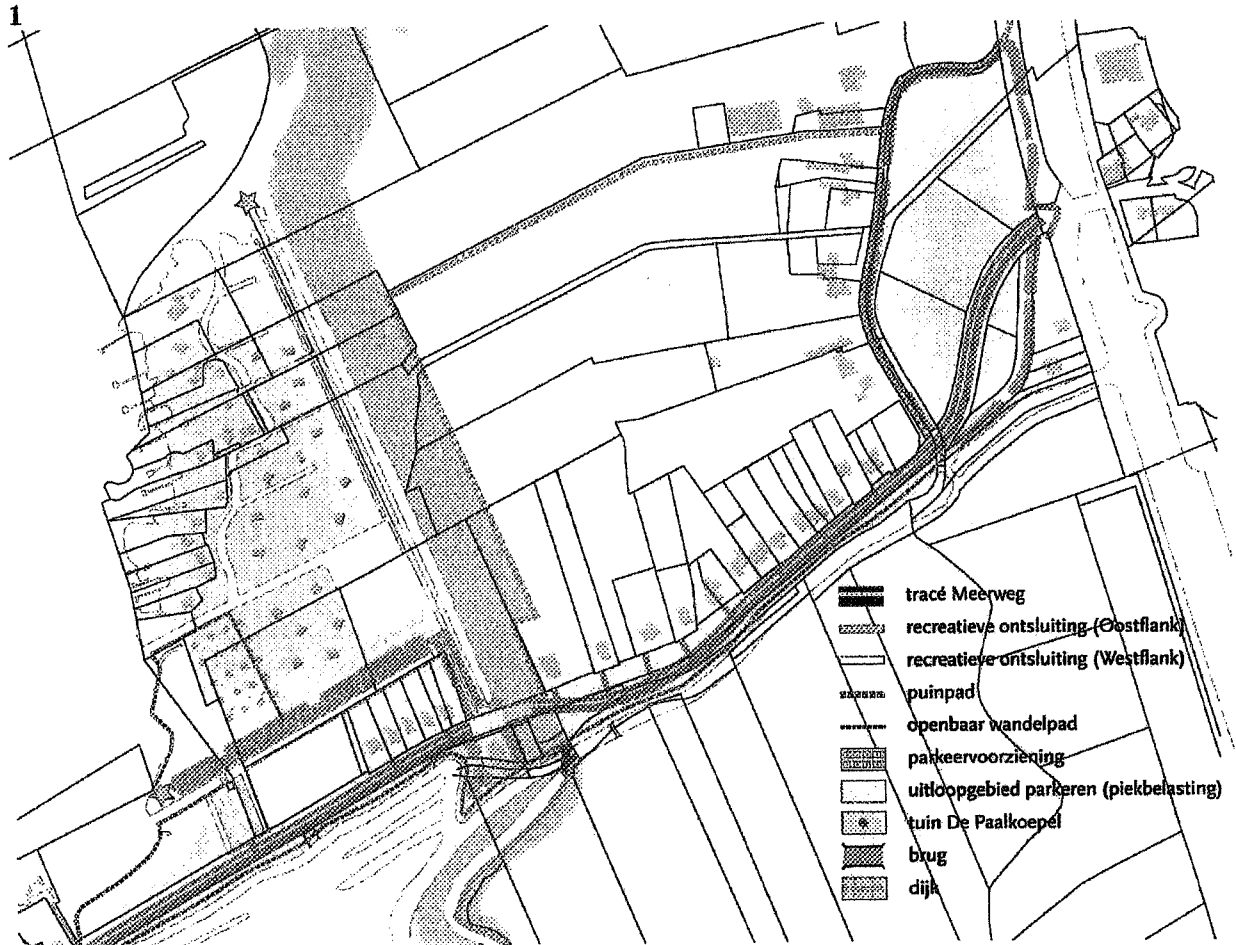 1
tracé Meerweg
recreatieve ontsluiting (Oostflank)
recreatieve ontsluiting (Westflank)
puinpad
openbaar wandelpad
parkeervoorziening
uitloopgebied parkeren (piekbelasting)
tuin De Paalkoepel
brug
dijk